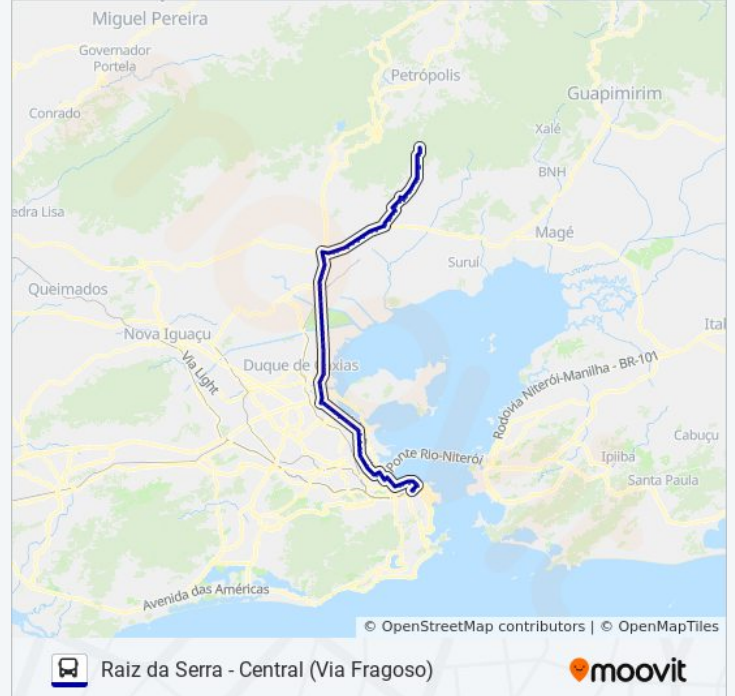 Miguel Pereira
Governador
Portela
Petrópolis
Guapimirim
Conrado
Xalé
BNH
edra Lisa
Magé
Suruí
Queimados
Nova Iguaçu
Ital
Via Light
Duque de Caxias
Rodovia Niterói-Manilha - BR-101
Cabuçu
Ponte Rio-Niterói
Ipiíba
Santa Paula
Avenida das Américas
© OpenStreetMap contributors | © OpenMapTiles
Raiz da Serra - Central (Via Fragoso)
moovit